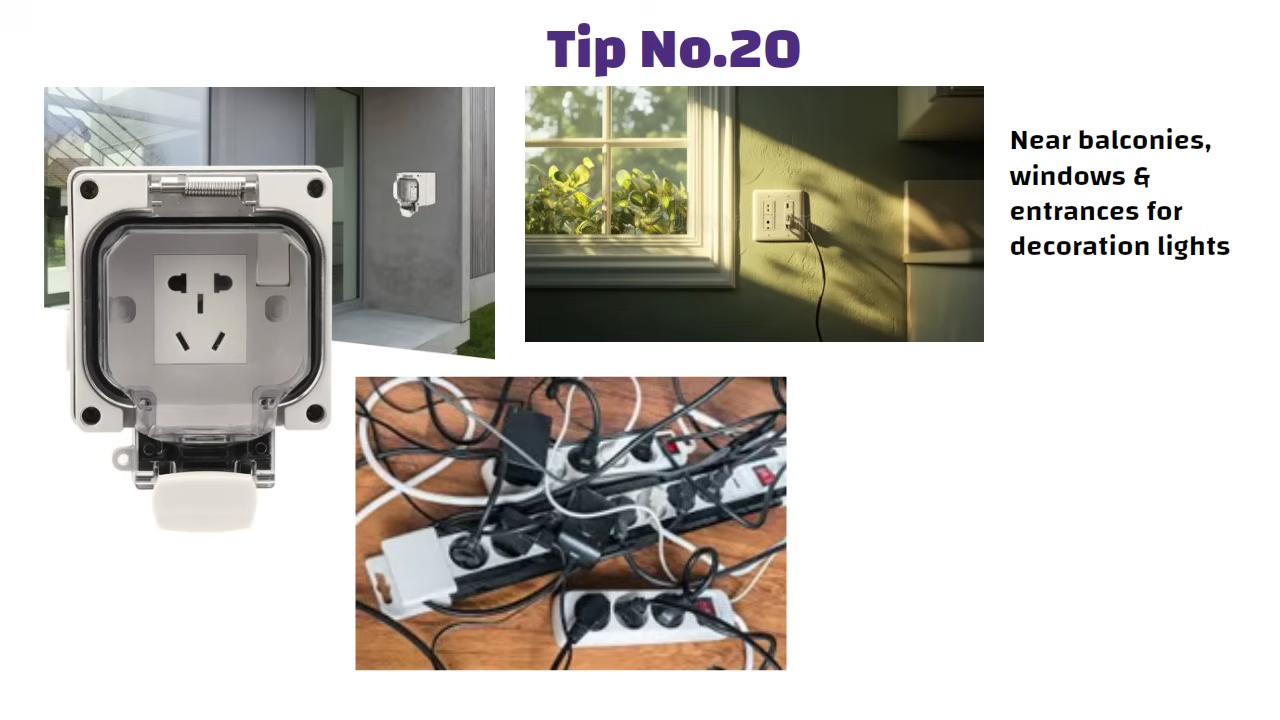 Tip No.20
Near balconies,
windows &
entrances for
decoration lights